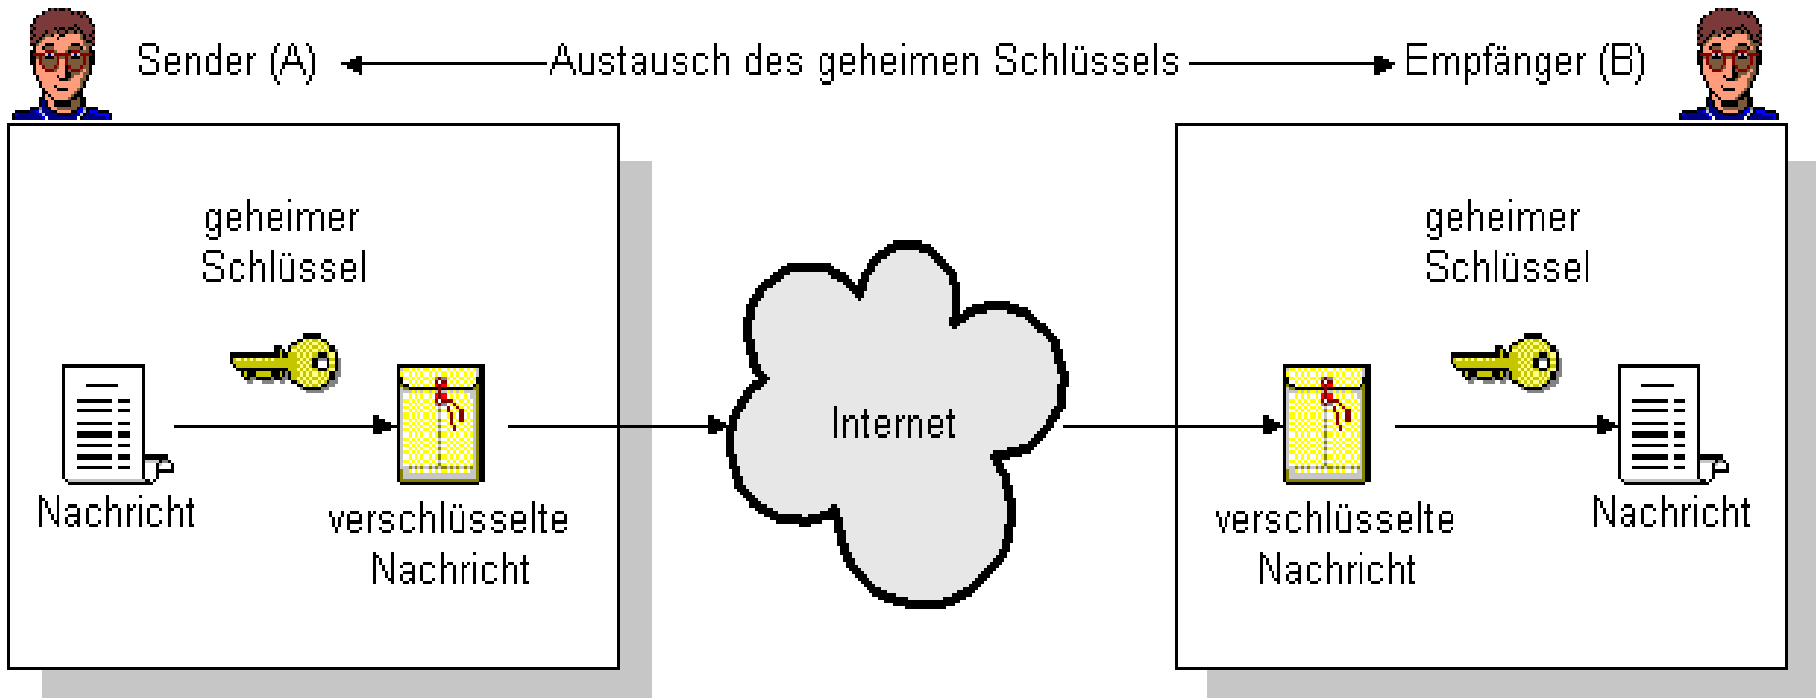 Sender (A)
Austausch des geheimen Schlüssels
Empfänger (B)
geheimer
Schlüssel
Nachricht
verschlüsselte
Nachricht
Internet
geheimer
Schlüssel
verschlüsselte
Nachricht
Nachricht